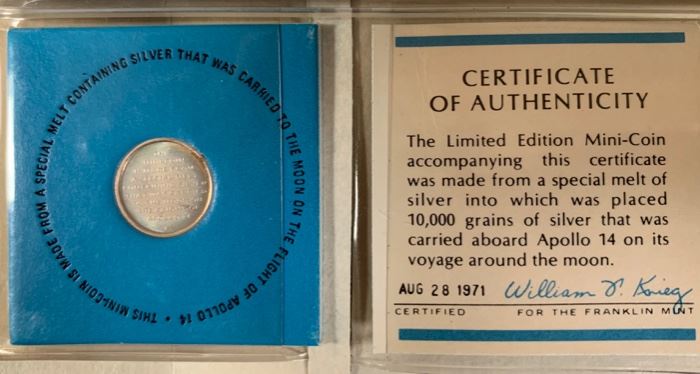 THIS MINI-COIN IS MADE FROM A SPECIAL MELT CONTAINING SILVER THAT WAS CARRIED TO THE MOON ON THE FLIGHT OF APOLLO 14 •
CERTIFICATE
OF AUTHENTICITY
The Limited Edition Mini-Coin
accompanying this certificate
was made from a special melt of
silver into which was placed
10,000 grains of silver that was
carried aboard Apollo 14 on its
voyage around the moon.
AUG 28 1971 William T. Krieg
CERTIFIED FOR THE FRANKLIN MINT